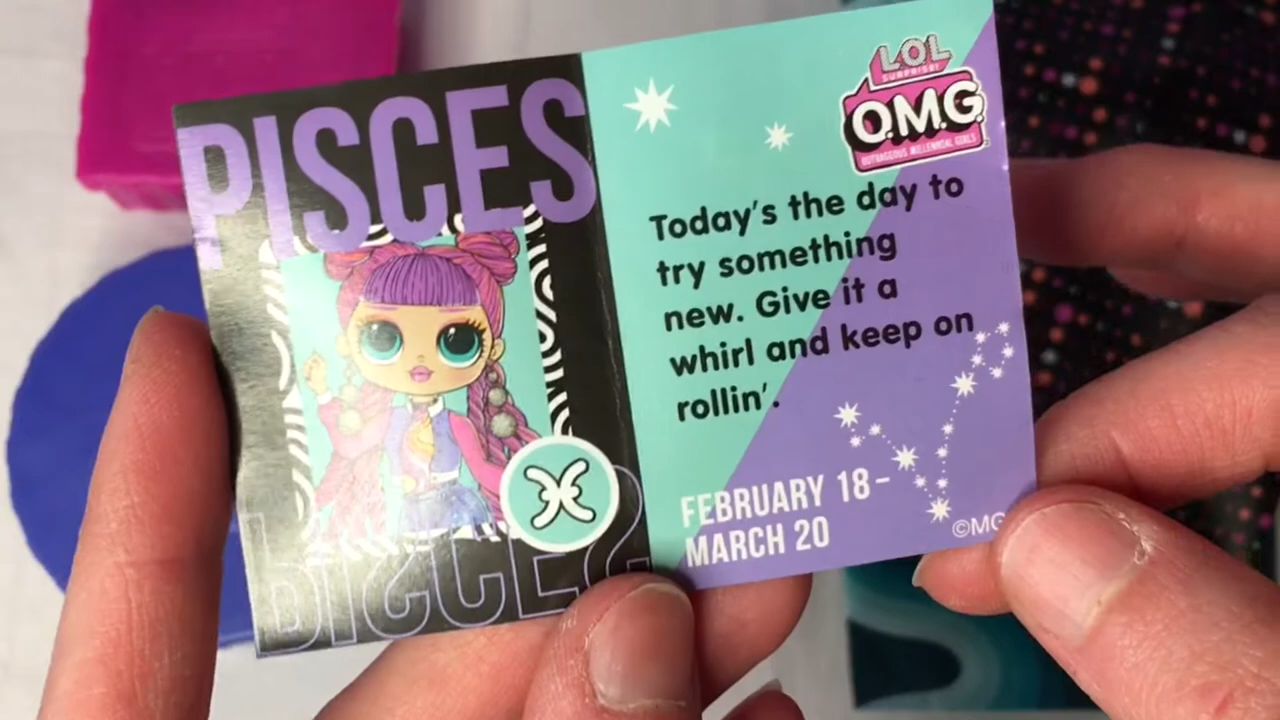 PISCES
PISCES
LOL
SURPRISE!
O.M.G.
OUTRAGEOUS MILLENNIAL GIRLS
Today's the day to
try something
new. Give it a
whirl and keep on
rollin'.
FEBRUARY 18-
MARCH 20
©MG